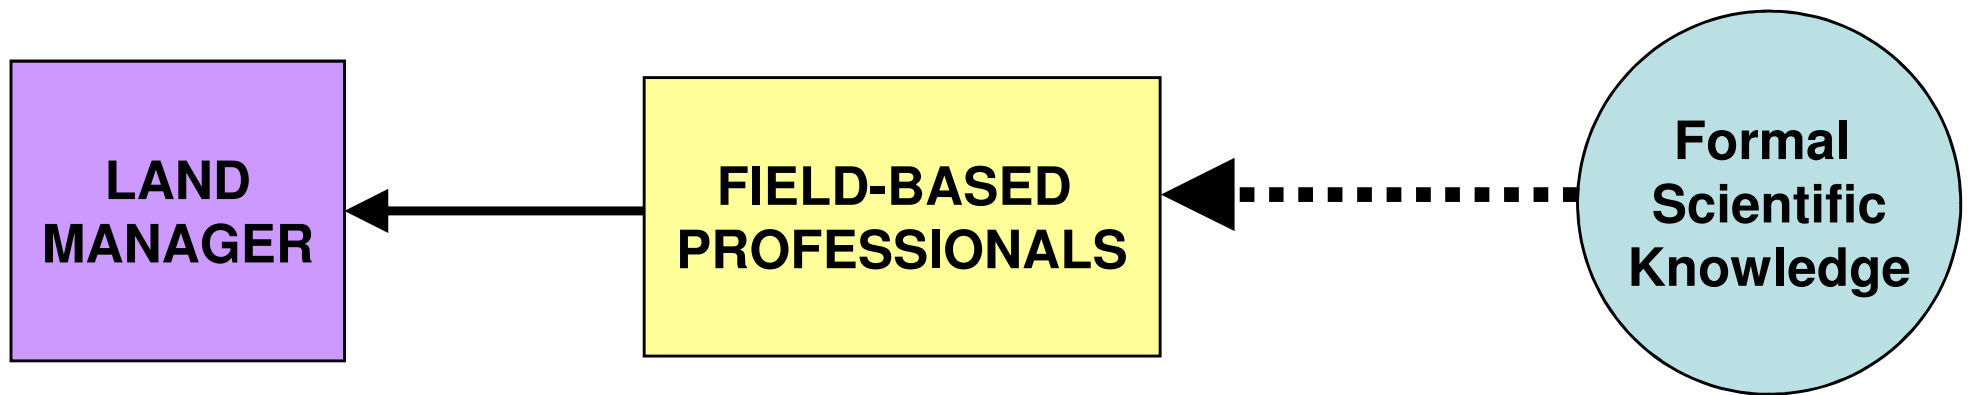 LAND
MANAGER
FIELD-BASED
PROFESSIONALS
Formal
Scientific
Knowledge